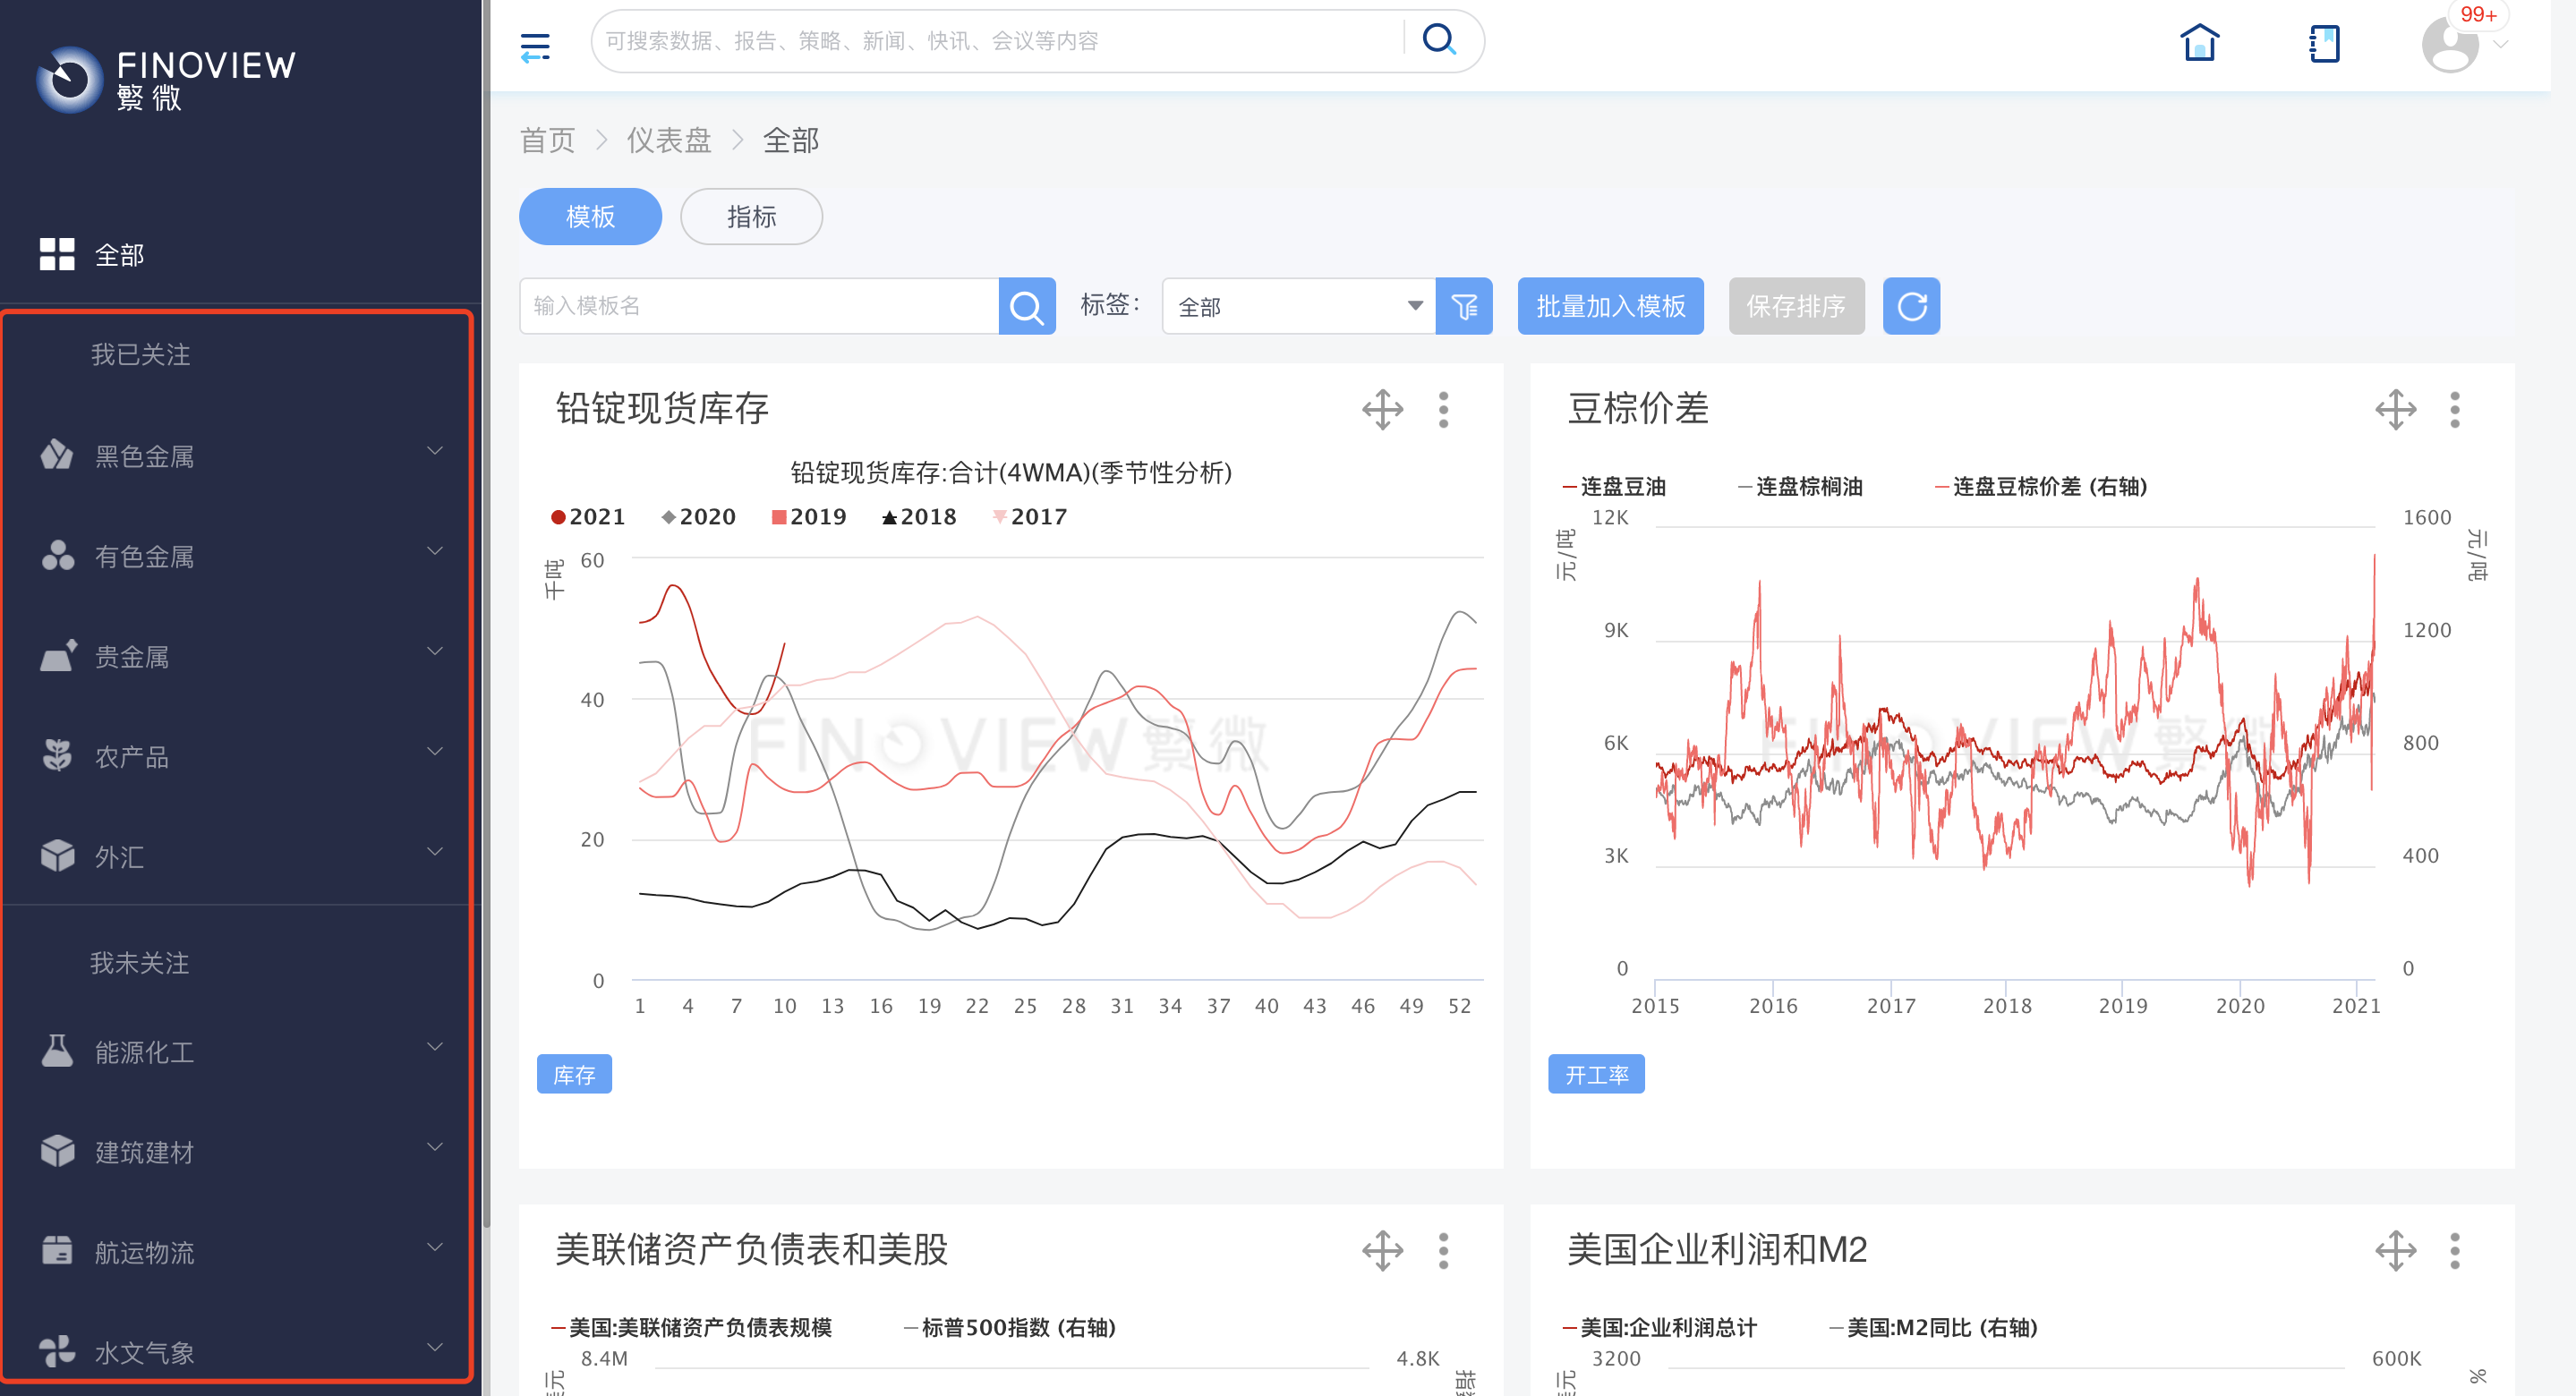 FINOVIEW
繁微
全部
我已关注
黑色金属
有色金属
贵金属
农产品
外汇
我未关注
能源化工
建筑建材
航运物流
水文气象
可搜索数据、报告、策略、新闻、快讯、会议等内容
99+
首页 > 仪表盘 > 全部
模板 指标
输入模板名 标签： 全部 批量加入模板 保存排序
铅锭现货库存
铅锭现货库存:合计(4WMA)(季节性分析)
2021 2020 2019 2018 2017
千吨
60
40
20
0
FINOVIEW 繁微
1 4 7 10 13 16 19 22 25 28 31 34 37 40 43 46 49 52
库存
豆棕价差
连盘豆油 连盘棕榈油 连盘豆棕价差 (右轴)
元/吨
12K
9K
6K
3K
0
1600
1200
800
400
0
元/吨
FINOVIEW 繁微
2015 2016 2017 2018 2019 2020 2021
开工率
美联储资产负债表和美股
美国:美联储资产负债表规模 标普500指数 (右轴)
8.4M 4.8K
美国企业利润和M2
美国:企业利润总计 美国:M2同比 (右轴)
3200 600K
%